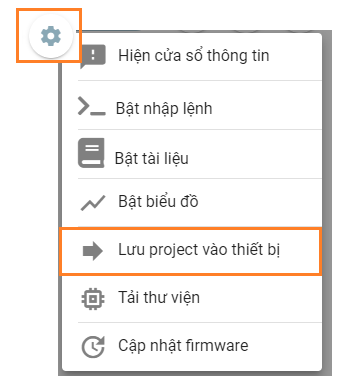 Hiện cửa sổ thông tin
Bật nhập lệnh
Bật tài liệu
Bật biểu đồ
Lưu project vào thiết bị
Tải thư viện
Cập nhật firmware